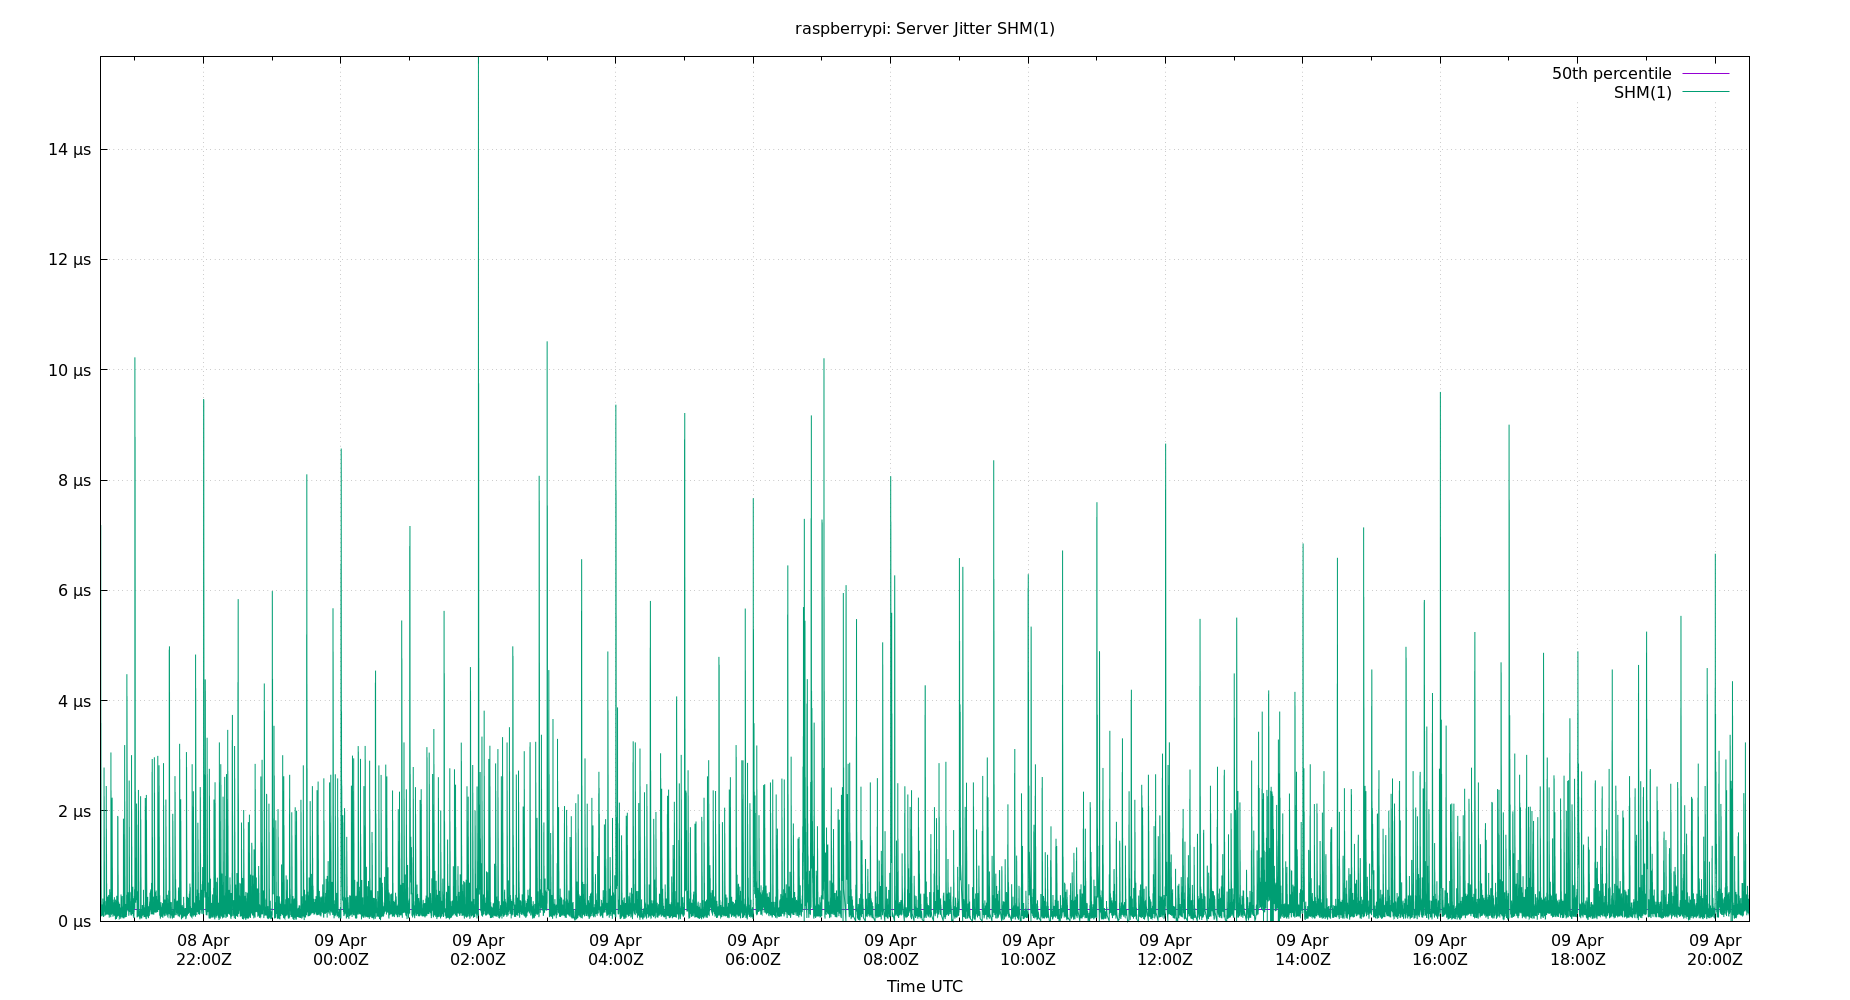 raspberrypi: Server Jitter SHM(1)
50th percentile
SHM(1)
14 µs
12 µs
10 µs
8 µs
6 µs
4 µs
2 µs
0 µs
08 Apr 09 Apr 09 Apr 09 Apr 09 Apr 09 Apr 09 Apr 09 Apr 09 Apr 09 Apr 09 Apr 09 Apr
22:00Z 00:00Z 02:00Z 04:00Z 06:00Z 08:00Z 10:00Z 12:00Z 14:00Z 16:00Z 18:00Z 20:00Z
Time UTC